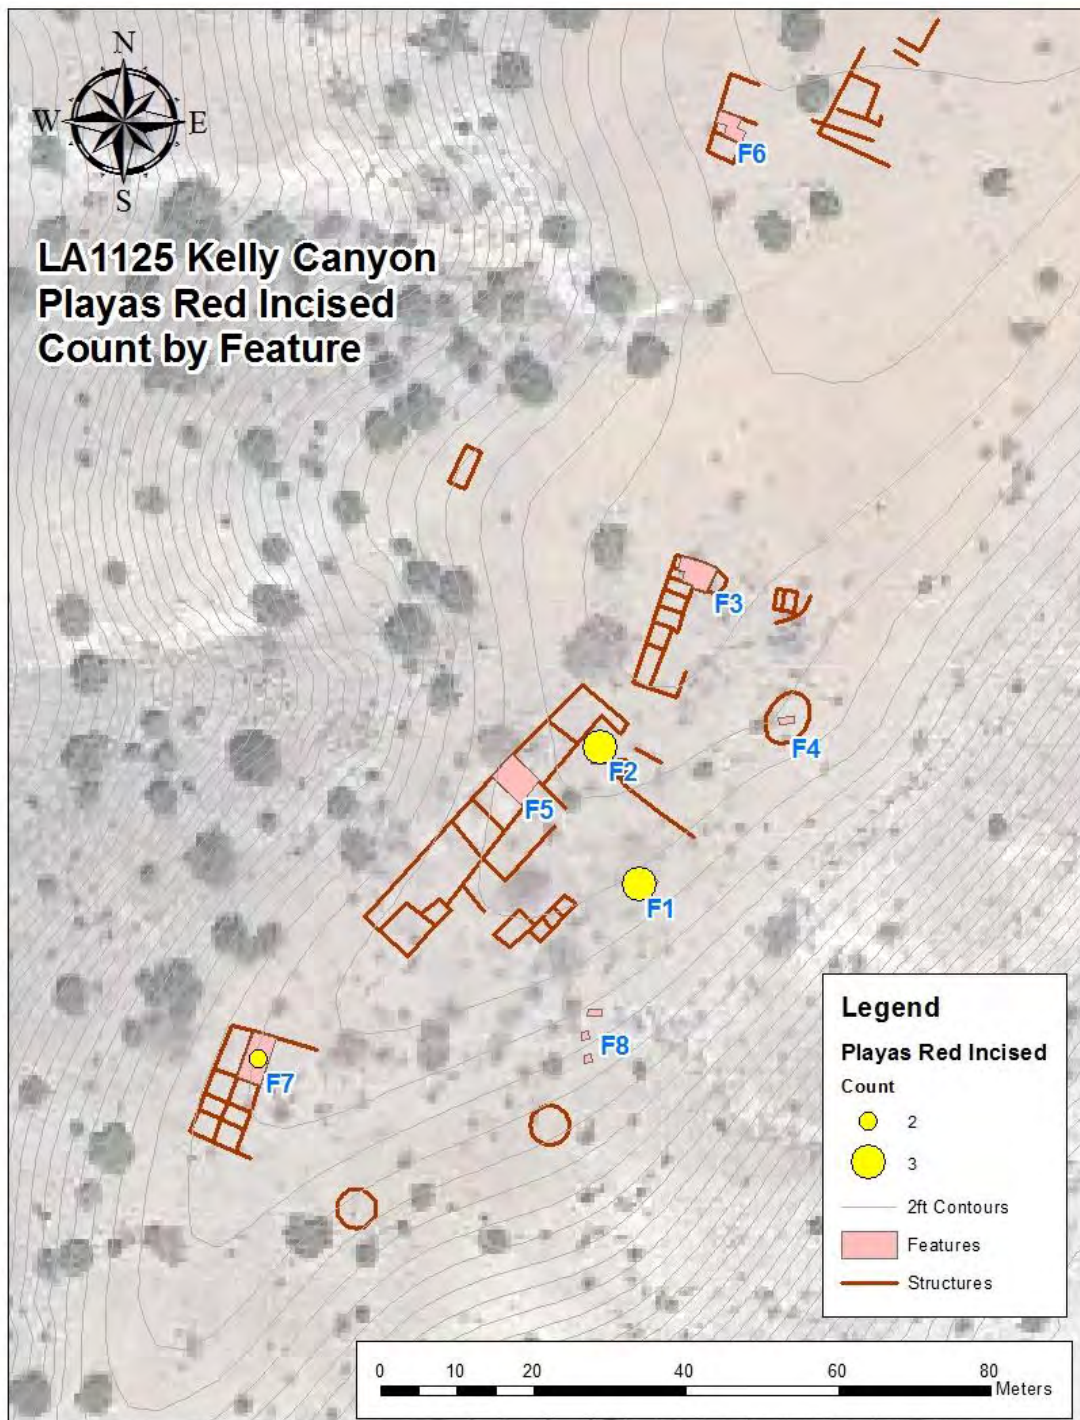 N
W E
S
LA1125 Kelly Canyon
Playas Red Incised
Count by Feature
F6
F3
F4
F2
F5
F1
F8
F7
Legend
Playas Red Incised
Count
2
3
2ft Contours
Features
Structures
0 10 20 40 60 80
Meters